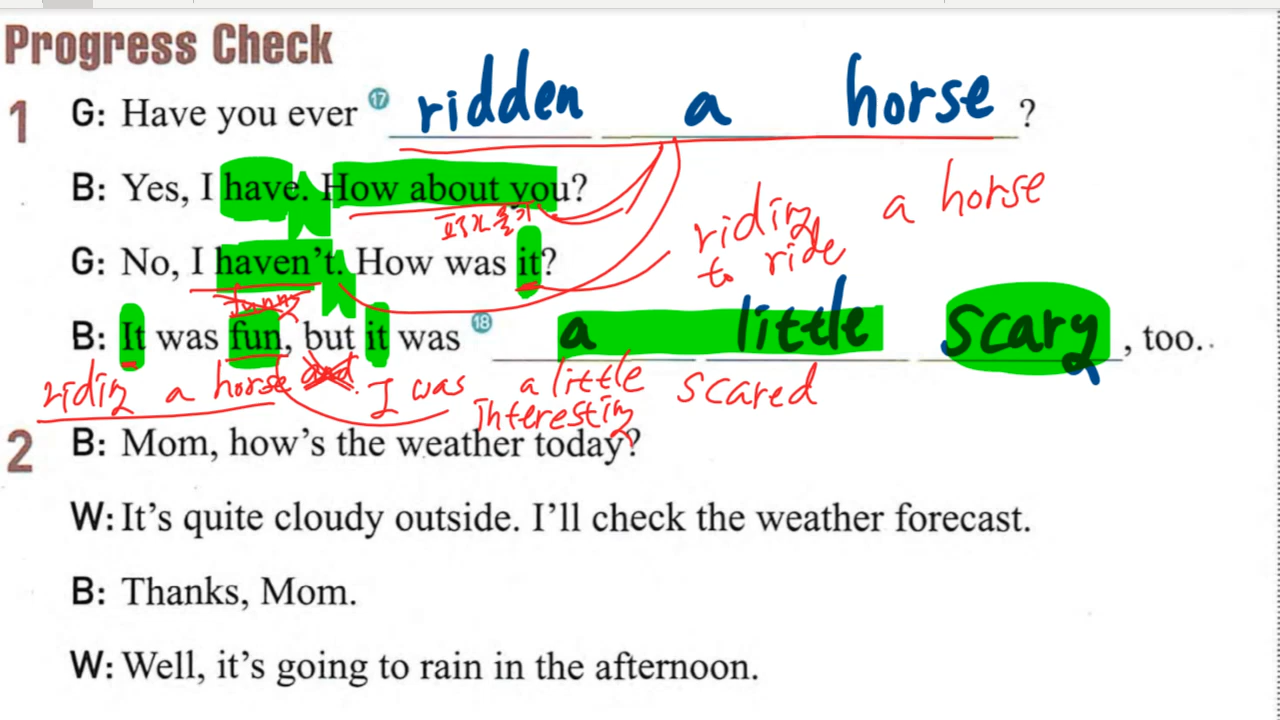 Progress Check
1 G: Have you ever ⑰ ridden a horse ?
B: Yes, I have. How about you?
riding a horse
to ride
G: No, I haven't. How was it?
B: It was fun, but it was ⑱ a little scary, too.
riding a horse I was a little scared
interesting
2 B: Mom, how's the weather today?
W: It's quite cloudy outside. I'll check the weather forecast.
B: Thanks, Mom.
W: Well, it's going to rain in the afternoon.